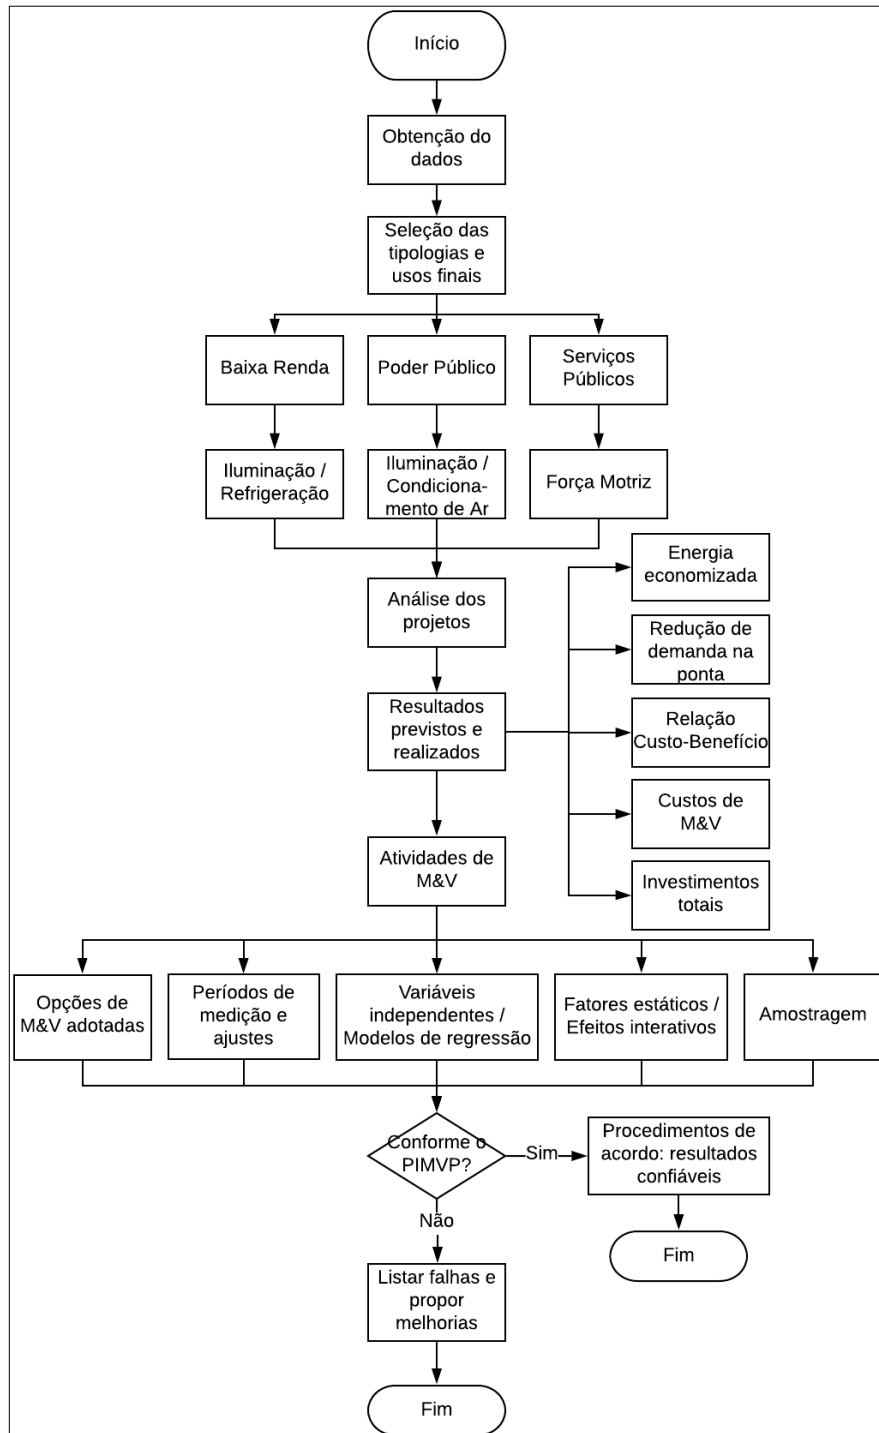 Início
Obtenção do
dados
Seleção das
tipologias e
usos finais
Baixa Renda
Poder Público
Serviços
Públicos
Iluminação /
Refrigeração
Iluminação /
Condiciona-
mento de Ar
Força Motriz
Análise dos
projetos
Resultados
previstos e
realizados
Energia
economizada
Redução de
demanda na
ponta
Relação
Custo-Benefício
Custos de
M&V
Investimentos
totais
Atividades de
M&V
Opções de
M&V adotadas
Períodos de
medição e
ajustes
Variáveis
independentes /
Modelos de regressão
Fatores estáticos /
Efeitos interativos
Amostragem
Conforme o
PIMVP?
Sim
Procedimentos de
acordo: resultados
confiáveis
Fim
Não
Listar falhas e
propor
melhorias
Fim